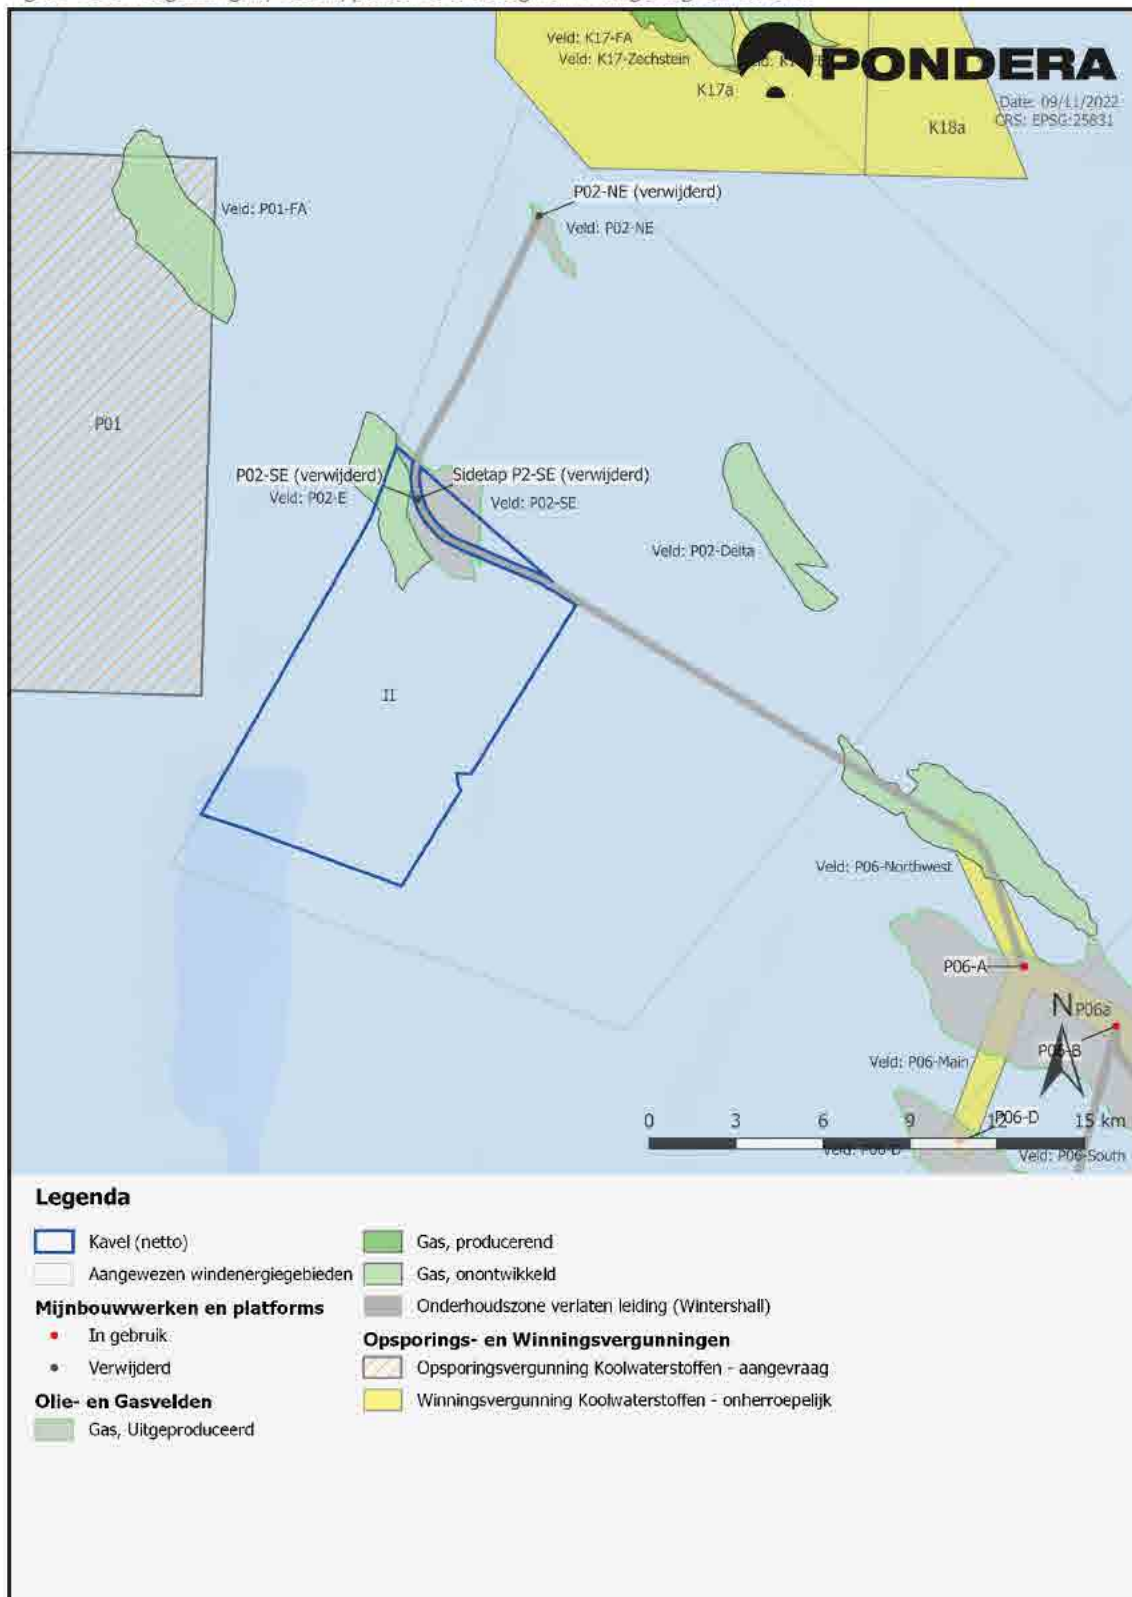 Veld: K17-FA
Veld: K17-Zechstein
PONDERA
K17a
Date: 09/11/2022
CRS: EPSG:25831
K18a
P02-NE (verwijderd)
Veld: P01-FA
Veld: P02-NE
P01
P02-SE (verwijderd)
Sidetap P2-SE (verwijderd)
Veld: P02-E
Veld: P02-SE
Veld: P02-Delta
II
Veld: P06-Northwest
P06-A
N
P06a
P06-B
Veld: P06-Main
0 3 6 9 12 15 km
P06-D
Veld: P06-D
Veld: P06-South
Legenda
Kavel (netto)
Aangewezen windenergiegebieden
Mijnbouwwerken en platforms
In gebruik
Verwijderd
Olie- en Gasvelden
Gas, Uitgeproduceerd
Gas, producerend
Gas, onontwikkeld
Onderhoudszone verlaten leiding (Wintershall)
Opsporings- en Winningsvergunningen
Opsporingsvergunning Koolwaterstoffen - aangevraag
Winningsvergunning Koolwaterstoffen - onherroepelijk